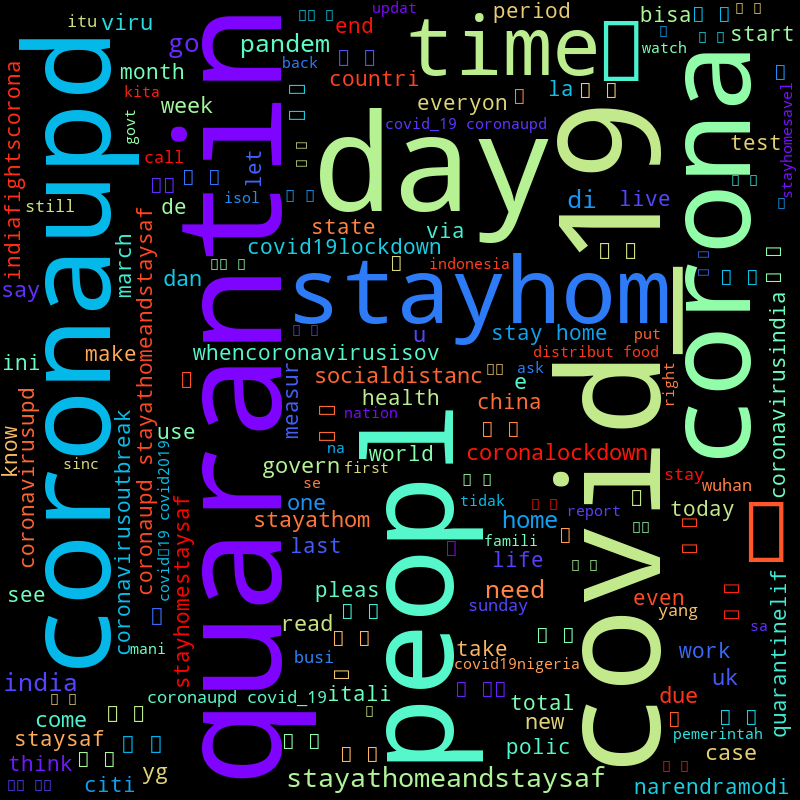 itu
viru
end
updat
period
bisa
start
go
pandem
back
time
watch
month
kita
countri
la
indiafightscorona
week
govt
everyon
stayhomesavel
coronaupd
quarantin
day
covid_19 coronaupd
covid_19
corona
test
call
let
still
de
isol
di
live
state
via
covid19lockdown
march
say
dan
indonesia
stayhom
u
stay home
put
whencoronavirusisov
distribut food
ini
make
socialdistanc
e
ask
right
coronavirusindia
coronavirusupd
coronaupd stayathomeandstaysaf
measur
health
china
nation
use
know
coronavirusoutbreak
covid2019
world
na
coronalockdown
sinc
govern
first
peopl
stay
se
wuhan
one
tidak
stayathom
home
report
today
last
famili
life
see
stayhomestaysaf
pleas
need
even
sunday
yang
quarantinelif
read
sa
mani
take
work
busi
covid19nigeria
india
uk
coronaupd covid_19
itali
total
due
come
new
pemerintah
staysaf
polic
case
think
yg
citi
stayathomeandstaysaf
narendramodi